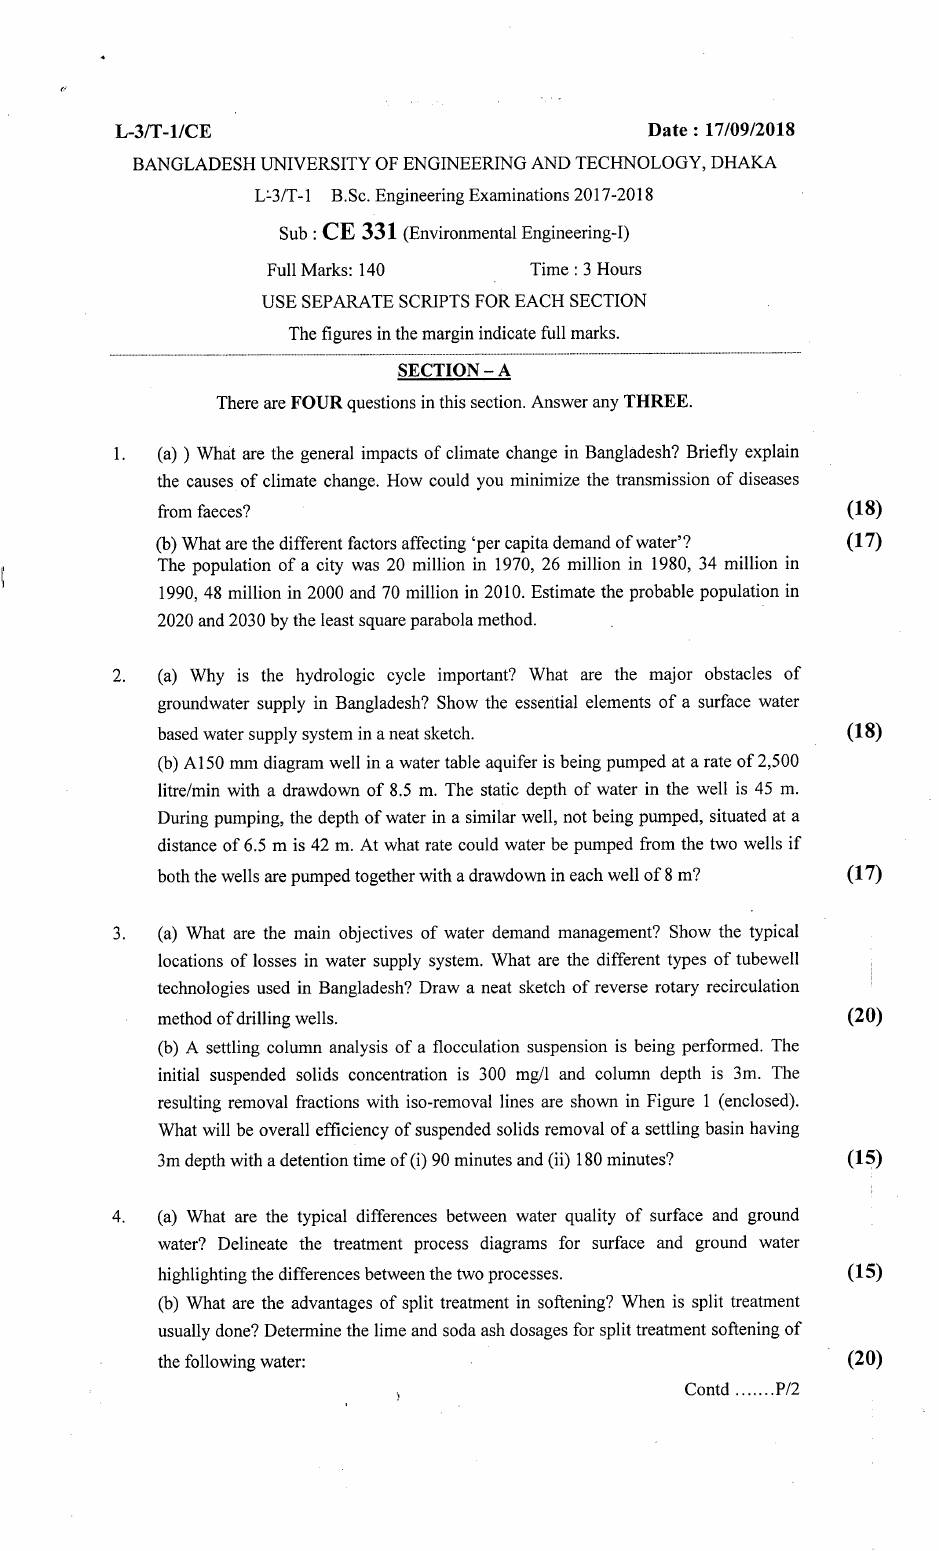 L-3/T-1/CE Date : 17/09/2018
BANGLADESH UNIVERSITY OF ENGINEERING AND TECHNOLOGY, DHAKA
L-3/T-1 B.Sc. Engineering Examinations 2017-2018
Sub : CE 331 (Environmental Engineering-I)
Full Marks: 140 Time : 3 Hours
USE SEPARATE SCRIPTS FOR EACH SECTION
The figures in the margin indicate full marks.
SECTION – A
There are FOUR questions in this section. Answer any THREE.
1. (a) ) What are the general impacts of climate change in Bangladesh? Briefly explain
the causes of climate change. How could you minimize the transmission of diseases
from faeces? (18)
(b) What are the different factors affecting ‘per capita demand of water’? (17)
The population of a city was 20 million in 1970, 26 million in 1980, 34 million in
1990, 48 million in 2000 and 70 million in 2010. Estimate the probable population in
2020 and 2030 by the least square parabola method.
2. (a) Why is the hydrologic cycle important? What are the major obstacles of
groundwater supply in Bangladesh? Show the essential elements of a surface water
based water supply system in a neat sketch. (18)
(b) A150 mm diagram well in a water table aquifer is being pumped at a rate of 2,500
litre/min with a drawdown of 8.5 m. The static depth of water in the well is 45 m.
During pumping, the depth of water in a similar well, not being pumped, situated at a
distance of 6.5 m is 42 m. At what rate could water be pumped from the two wells if
both the wells are pumped together with a drawdown in each well of 8 m? (17)
3. (a) What are the main objectives of water demand management? Show the typical
locations of losses in water supply system. What are the different types of tubewell
technologies used in Bangladesh? Draw a neat sketch of reverse rotary recirculation
method of drilling wells. (20)
(b) A settling column analysis of a flocculation suspension is being performed. The
initial suspended solids concentration is 300 mg/l and column depth is 3m. The
resulting removal fractions with iso-removal lines are shown in Figure 1 (enclosed).
What will be overall efficiency of suspended solids removal of a settling basin having
3m depth with a detention time of (i) 90 minutes and (ii) 180 minutes? (15)
4. (a) What are the typical differences between water quality of surface and ground
water? Delineate the treatment process diagrams for surface and ground water
highlighting the differences between the two processes. (15)
(b) What are the advantages of split treatment in softening? When is split treatment
usually done? Determine the lime and soda ash dosages for split treatment softening of
the following water: (20)
Contd .......P/2